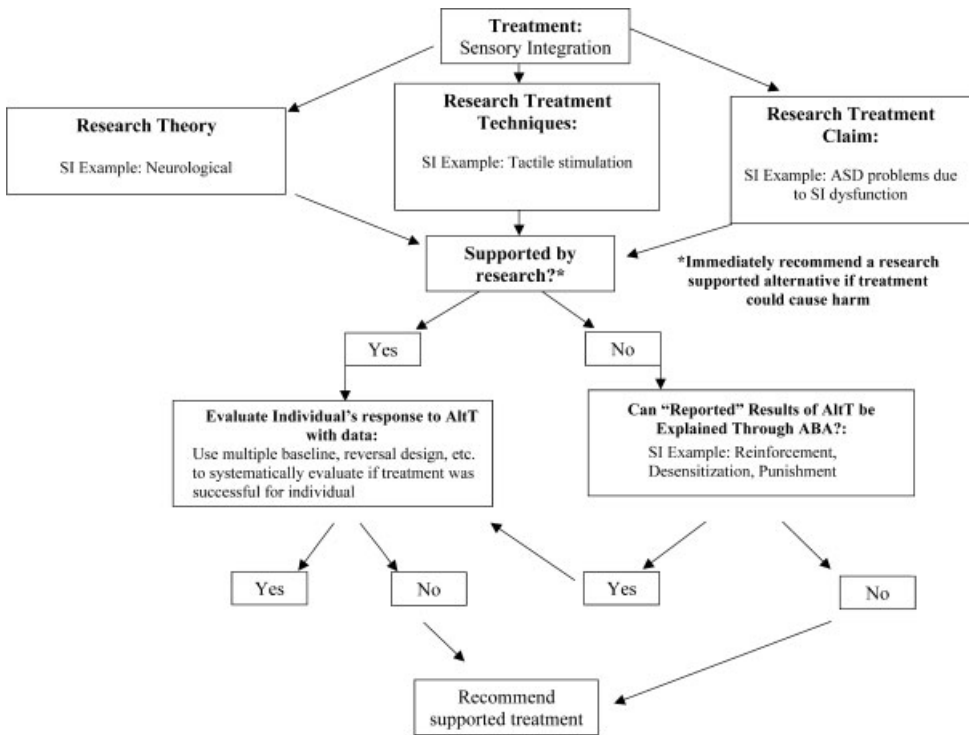 Treatment:
Sensory Integration
Research Theory
SI Example: Neurological
Research Treatment
Techniques:
SI Example: Tactile stimulation
Research Treatment
Claim:
SI Example: ASD problems due
to SI dysfunction
Supported by
research?*
*Immediately recommend a research
supported alternative if treatment
could cause harm
Yes
No
Evaluate Individual's response to AltT
with data:
Use multiple baseline, reversal design, etc.
to systematically evaluate if treatment was
successful for individual
Can “Reported” Results of AltT be
Explained Through ABA?:
SI Example: Reinforcement,
Desensitization, Punishment
Yes
No
Yes
No
Recommend
supported treatment